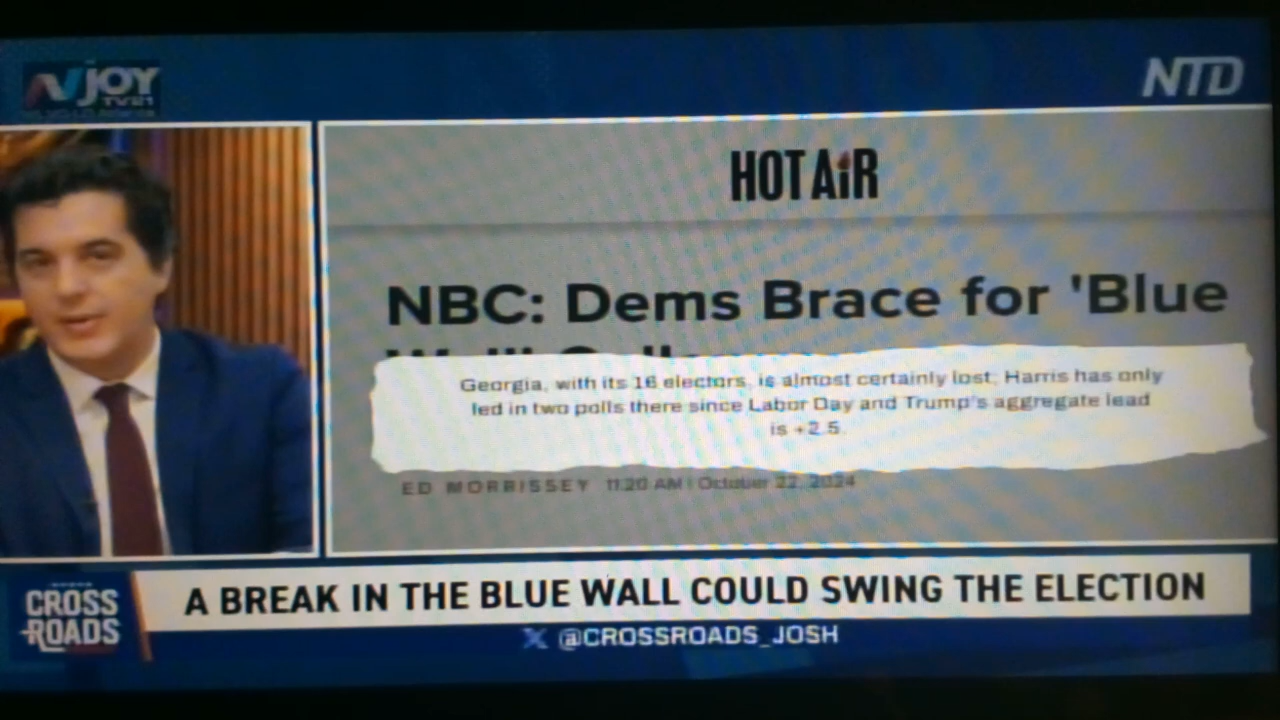 NJOY
TV21
NTD
HOT AiR
NBC: Dems Brace for 'Blue
Georgia, with its 16 electors, is almost certainly lost; Harris has only
led in two polls there since Labor Day and Trump's aggregate lead
is +2.5.
ED MORRISSEY 11:20 AM | October 22, 2024
CROSS
ROADS
A BREAK IN THE BLUE WALL COULD SWING THE ELECTION
X @CROSSROADS_JOSH